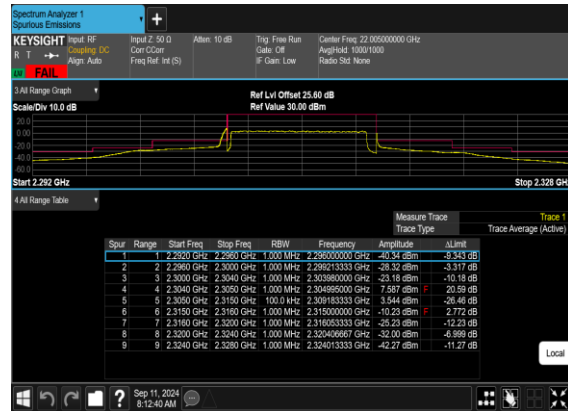 Spectrum Analyzer 1
Spurious Emissions
+
KEYSIGHT Input: RF Input Z: 50 Ω Atten: 10 dB Trig: Free Run Center Freq: 22.005000000 GHz
R T Coupling: DC Corr CCorr Gate: Off Avg|Hold: 1000/1000
Align: Auto Freq Ref: Int (S) IF Gain: Low Radio Std: None
FAIL
3 All Range Graph
Ref Lvl Offset 25.60 dB
Scale/Div 10.0 dB Ref Value 30.00 dBm
20.0
0.00
-20.0
-40.0
-60.0
Start 2.292 GHz Stop 2.328 GHz
4 All Range Table
Measure Trace Trace 1
Trace Type Trace Average (Active)
Spur Range Start Freq Stop Freq RBW Frequency Amplitude ΔLimit
1 1 2.2920 GHz 2.2960 GHz 1.000 MHz 2.296000000 GHz -40.34 dBm -9.343 dB
2 2 2.2960 GHz 2.3000 GHz 1.000 MHz 2.299213333 GHz -28.32 dBm -3.317 dB
3 3 2.3000 GHz 2.3040 GHz 1.000 MHz 2.303980000 GHz -23.18 dBm -10.18 dB
4 4 2.3040 GHz 2.3050 GHz 1.000 MHz 2.304995000 GHz 7.587 dBm F 20.59 dB
5 5 2.3050 GHz 2.3150 GHz 100.0 kHz 2.309183333 GHz 3.544 dBm -26.46 dB
6 6 2.3150 GHz 2.3160 GHz 1.000 MHz 2.315000000 GHz -10.23 dBm F 2.772 dB
7 7 2.3160 GHz 2.3200 GHz 1.000 MHz 2.316053333 GHz -25.23 dBm -12.23 dB
8 8 2.3200 GHz 2.3240 GHz 1.000 MHz 2.320406667 GHz -32.00 dBm -6.999 dB
9 9 2.3240 GHz 2.3280 GHz 1.000 MHz 2.324013333 GHz -42.27 dBm -11.27 dB
Local
? Sep 11, 2024
8:12:40 AM